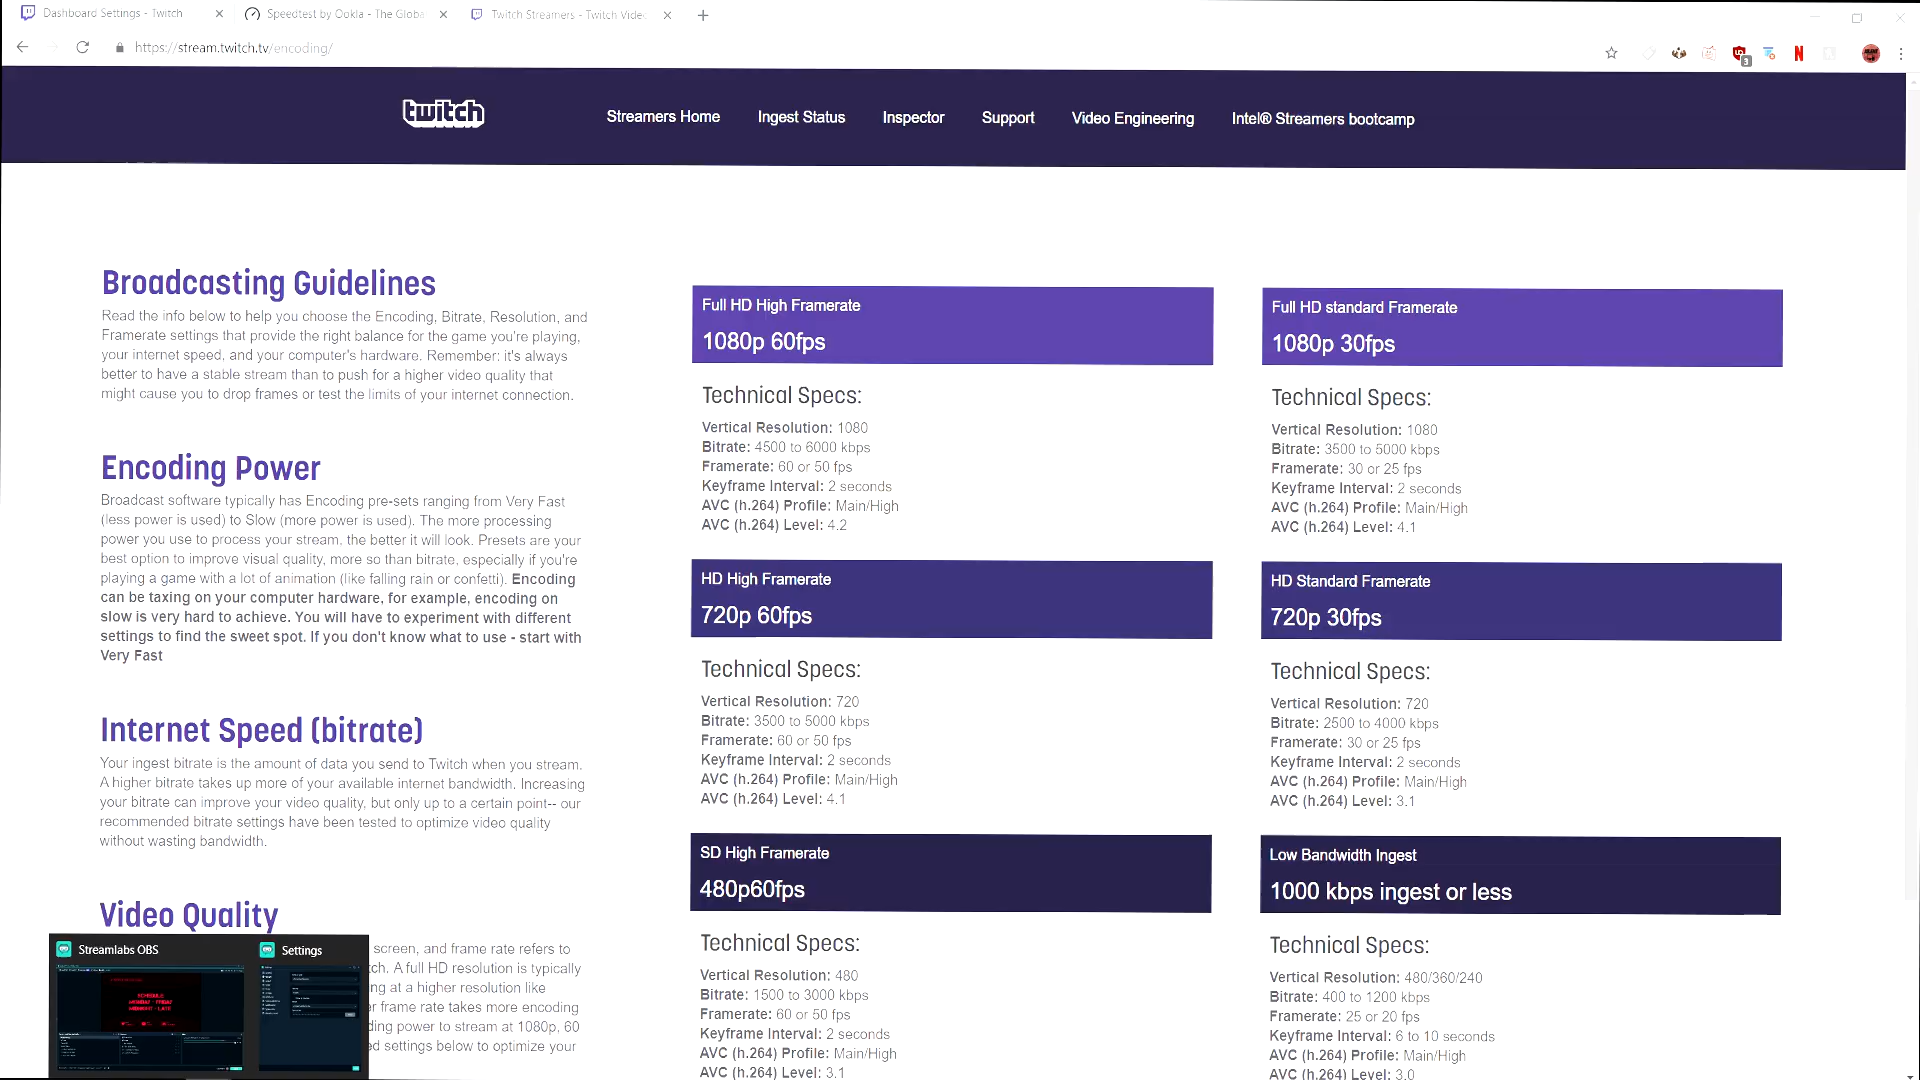 Dashboard Settings - Twitch
Speedtest by Ookla - The Globa
Twitch Streamers - Twitch Vide
https://stream.twitch.tv/encoding/
3
twitch
Streamers Home
Ingest Status
Inspector
Support
Video Engineering
Intel® Streamers bootcamp
Broadcasting Guidelines
Read the info below to help you choose the Encoding, Bitrate, Resolution, and
Framerate settings that provide the right balance for the game you're playing,
your internet speed, and your computer's hardware. Remember: it's always
better to have a stable stream than to push for a higher video quality that
might cause you to drop frames or test the limits of your internet connection.
Encoding Power
Broadcast software typically has Encoding pre-sets ranging from Very Fast
(less power is used) to Slow (more power is used). The more processing
power you use to process your stream, the better it will look. Presets are your
best option to improve visual quality, more so than bitrate, especially if you're
playing a game with a lot of animation (like falling rain or confetti). Encoding
can be taxing on your computer hardware, for example, encoding on
slow is very hard to achieve. You will have to experiment with different
settings to find the sweet spot. If you don't know what to use - start with
Very Fast
Internet Speed (bitrate)
Your ingest bitrate is the amount of data you send to Twitch when you stream.
A higher bitrate takes up more of your available internet bandwidth. Increasing
your bitrate can improve your video quality, but only up to a certain point-- our
recommended bitrate settings have been tested to optimize video quality
without wasting bandwidth.
Video Quality
screen, and frame rate refers to
tch. A full HD resolution is typically
ng at a higher resolution like
r frame rate takes more encoding
ding power to stream at 1080p, 60
ed settings below to optimize your
Streamlabs OBS
Settings
Full HD High Framerate
1080p 60fps
Technical Specs:
Vertical Resolution: 1080
Bitrate: 4500 to 6000 kbps
Framerate: 60 or 50 fps
Keyframe Interval: 2 seconds
AVC (h.264) Profile: Main/High
AVC (h.264) Level: 4.2
Full HD standard Framerate
1080p 30fps
Technical Specs:
Vertical Resolution: 1080
Bitrate: 3500 to 5000 kbps
Framerate: 30 or 25 fps
Keyframe Interval: 2 seconds
AVC (h.264) Profile: Main/High
AVC (h.264) Level: 4.1
HD High Framerate
720p 60fps
Technical Specs:
Vertical Resolution: 720
Bitrate: 3500 to 5000 kbps
Framerate: 60 or 50 fps
Keyframe Interval: 2 seconds
AVC (h.264) Profile: Main/High
AVC (h.264) Level: 4.1
HD Standard Framerate
720p 30fps
Technical Specs:
Vertical Resolution: 720
Bitrate: 2500 to 4000 kbps
Framerate: 30 or 25 fps
Keyframe Interval: 2 seconds
AVC (h.264) Profile: Main/High
AVC (h.264) Level: 3.1
SD High Framerate
480p60fps
Technical Specs:
Vertical Resolution: 480
Bitrate: 1500 to 3000 kbps
Framerate: 60 or 50 fps
Keyframe Interval: 2 seconds
AVC (h.264) Profile: Main/High
AVC (h.264) Level: 3.1
Low Bandwidth Ingest
1000 kbps ingest or less
Technical Specs:
Vertical Resolution: 480/360/240
Bitrate: 400 to 1200 kbps
Framerate: 25 or 20 fps
Keyframe Interval: 6 to 10 seconds
AVC (h.264) Profile: Main/High
AVC (h.264) Level: 3.0